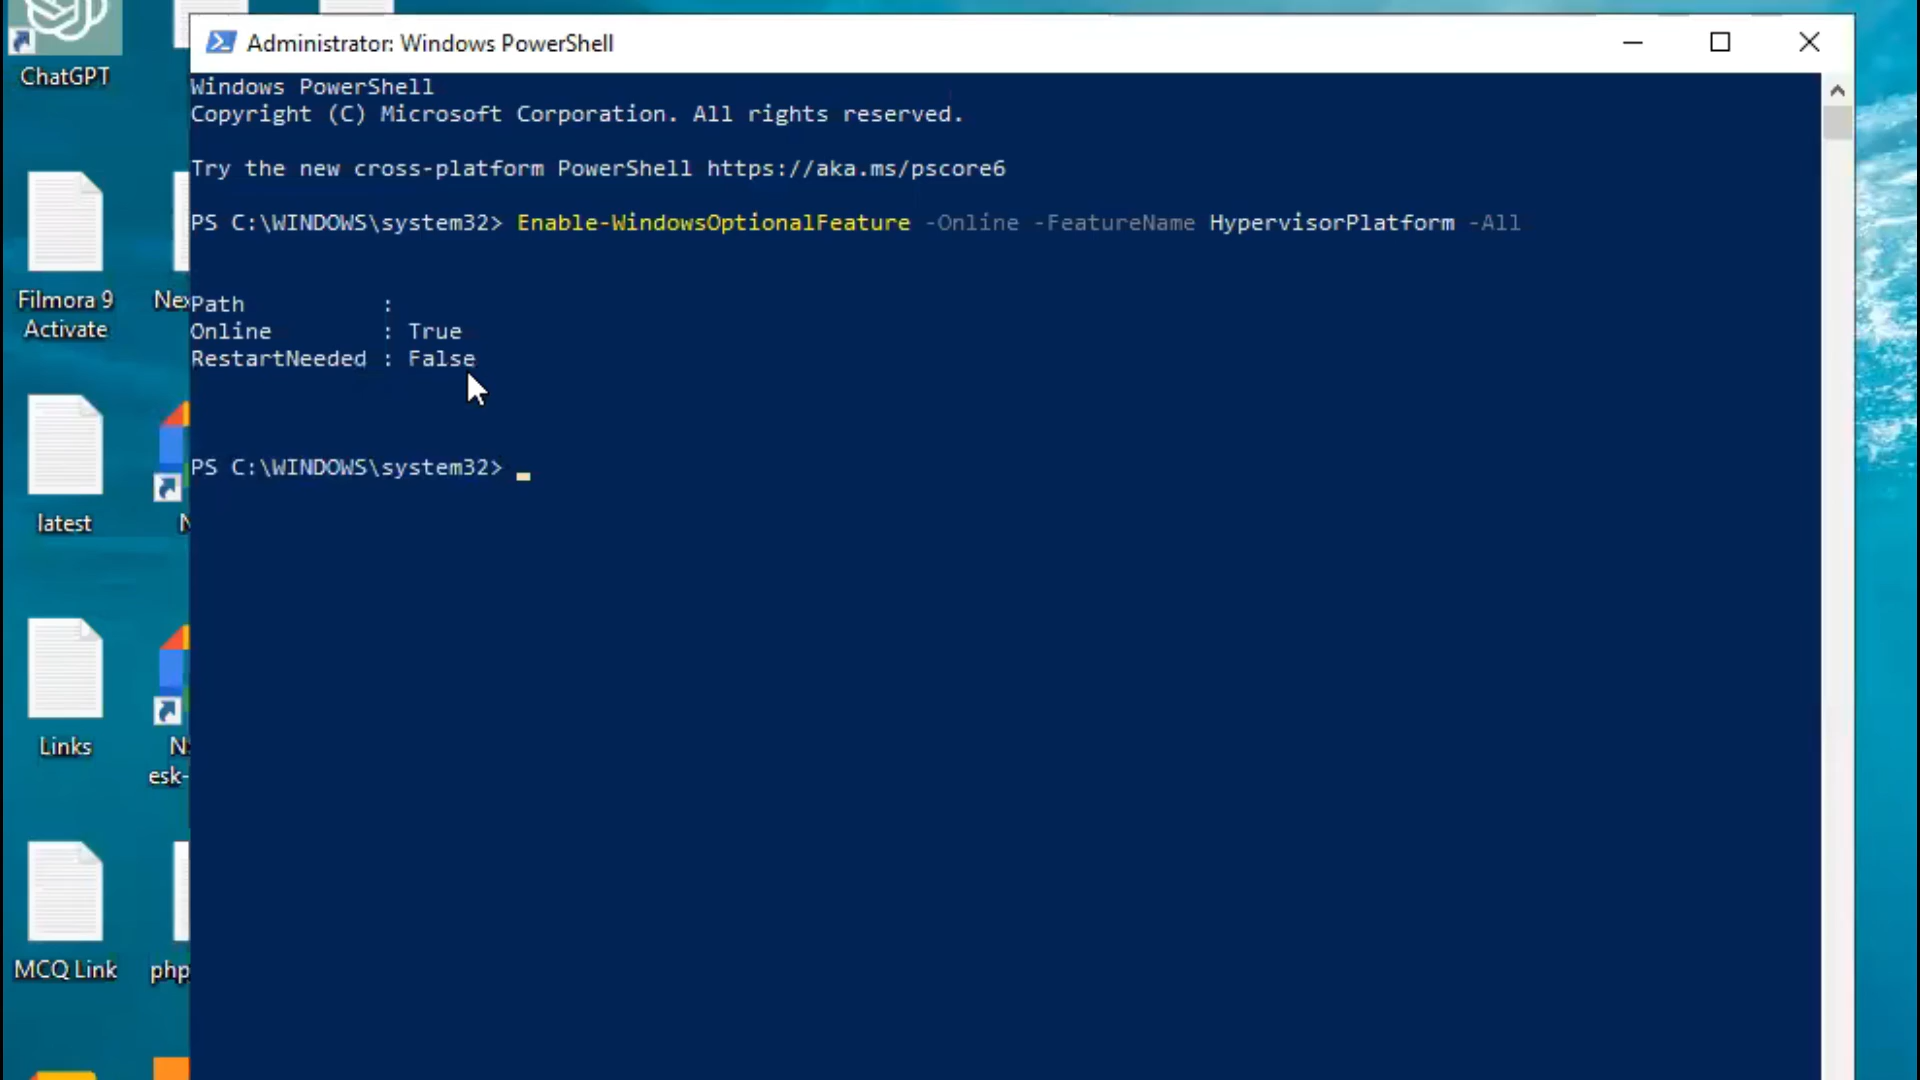 ChatGPT
Administrator: Windows PowerShell
Windows PowerShell
Copyright (C) Microsoft Corporation. All rights reserved.
Try the new cross-platform PowerShell https://aka.ms/pscore6
PS C:\WINDOWS\system32> Enable-WindowsOptionalFeature -Online -FeatureName HypervisorPlatform -All
Path :
Online : True
RestartNeeded : False
PS C:\WINDOWS\system32>
Filmora 9
Activate
latest
Links
esk-
MCQ Link
php